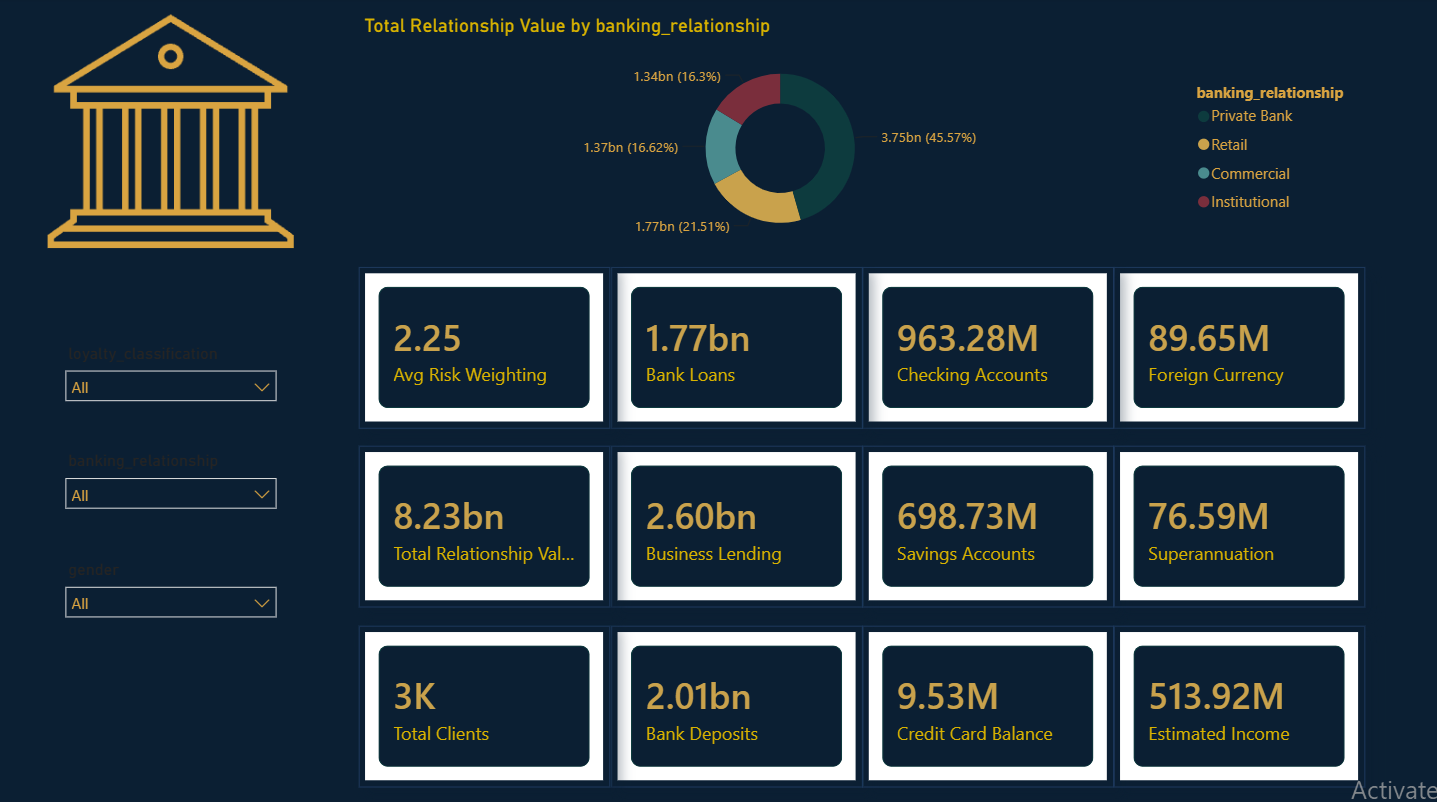 Total Relationship Value by banking_relationship
1.34bn (16.3%)
1.37bn (16.62%)
1.77bn (21.51%)
3.75bn (45.57%)
banking_relationship
Private Bank
Retail
Commercial
Institutional
loyalty_classification
All
banking_relationship
All
gender
All
2.25
Avg Risk Weighting
1.77bn
Bank Loans
963.28M
Checking Accounts
89.65M
Foreign Currency
8.23bn
Total Relationship Val...
2.60bn
Business Lending
698.73M
Savings Accounts
76.59M
Superannuation
3K
Total Clients
2.01bn
Bank Deposits
9.53M
Credit Card Balance
513.92M
Estimated Income
Activate